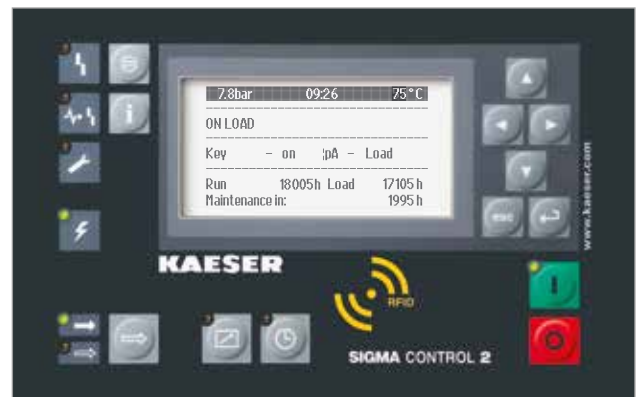 7.8bar 09:26 75°C
ON LOAD
Key - on pA - Load
Run 18005h Load 17105 h
Maintenance in: 1995 h
esc
www.kaeser.com
KAESER
RFID
I
O
SIGMA CONTROL 2